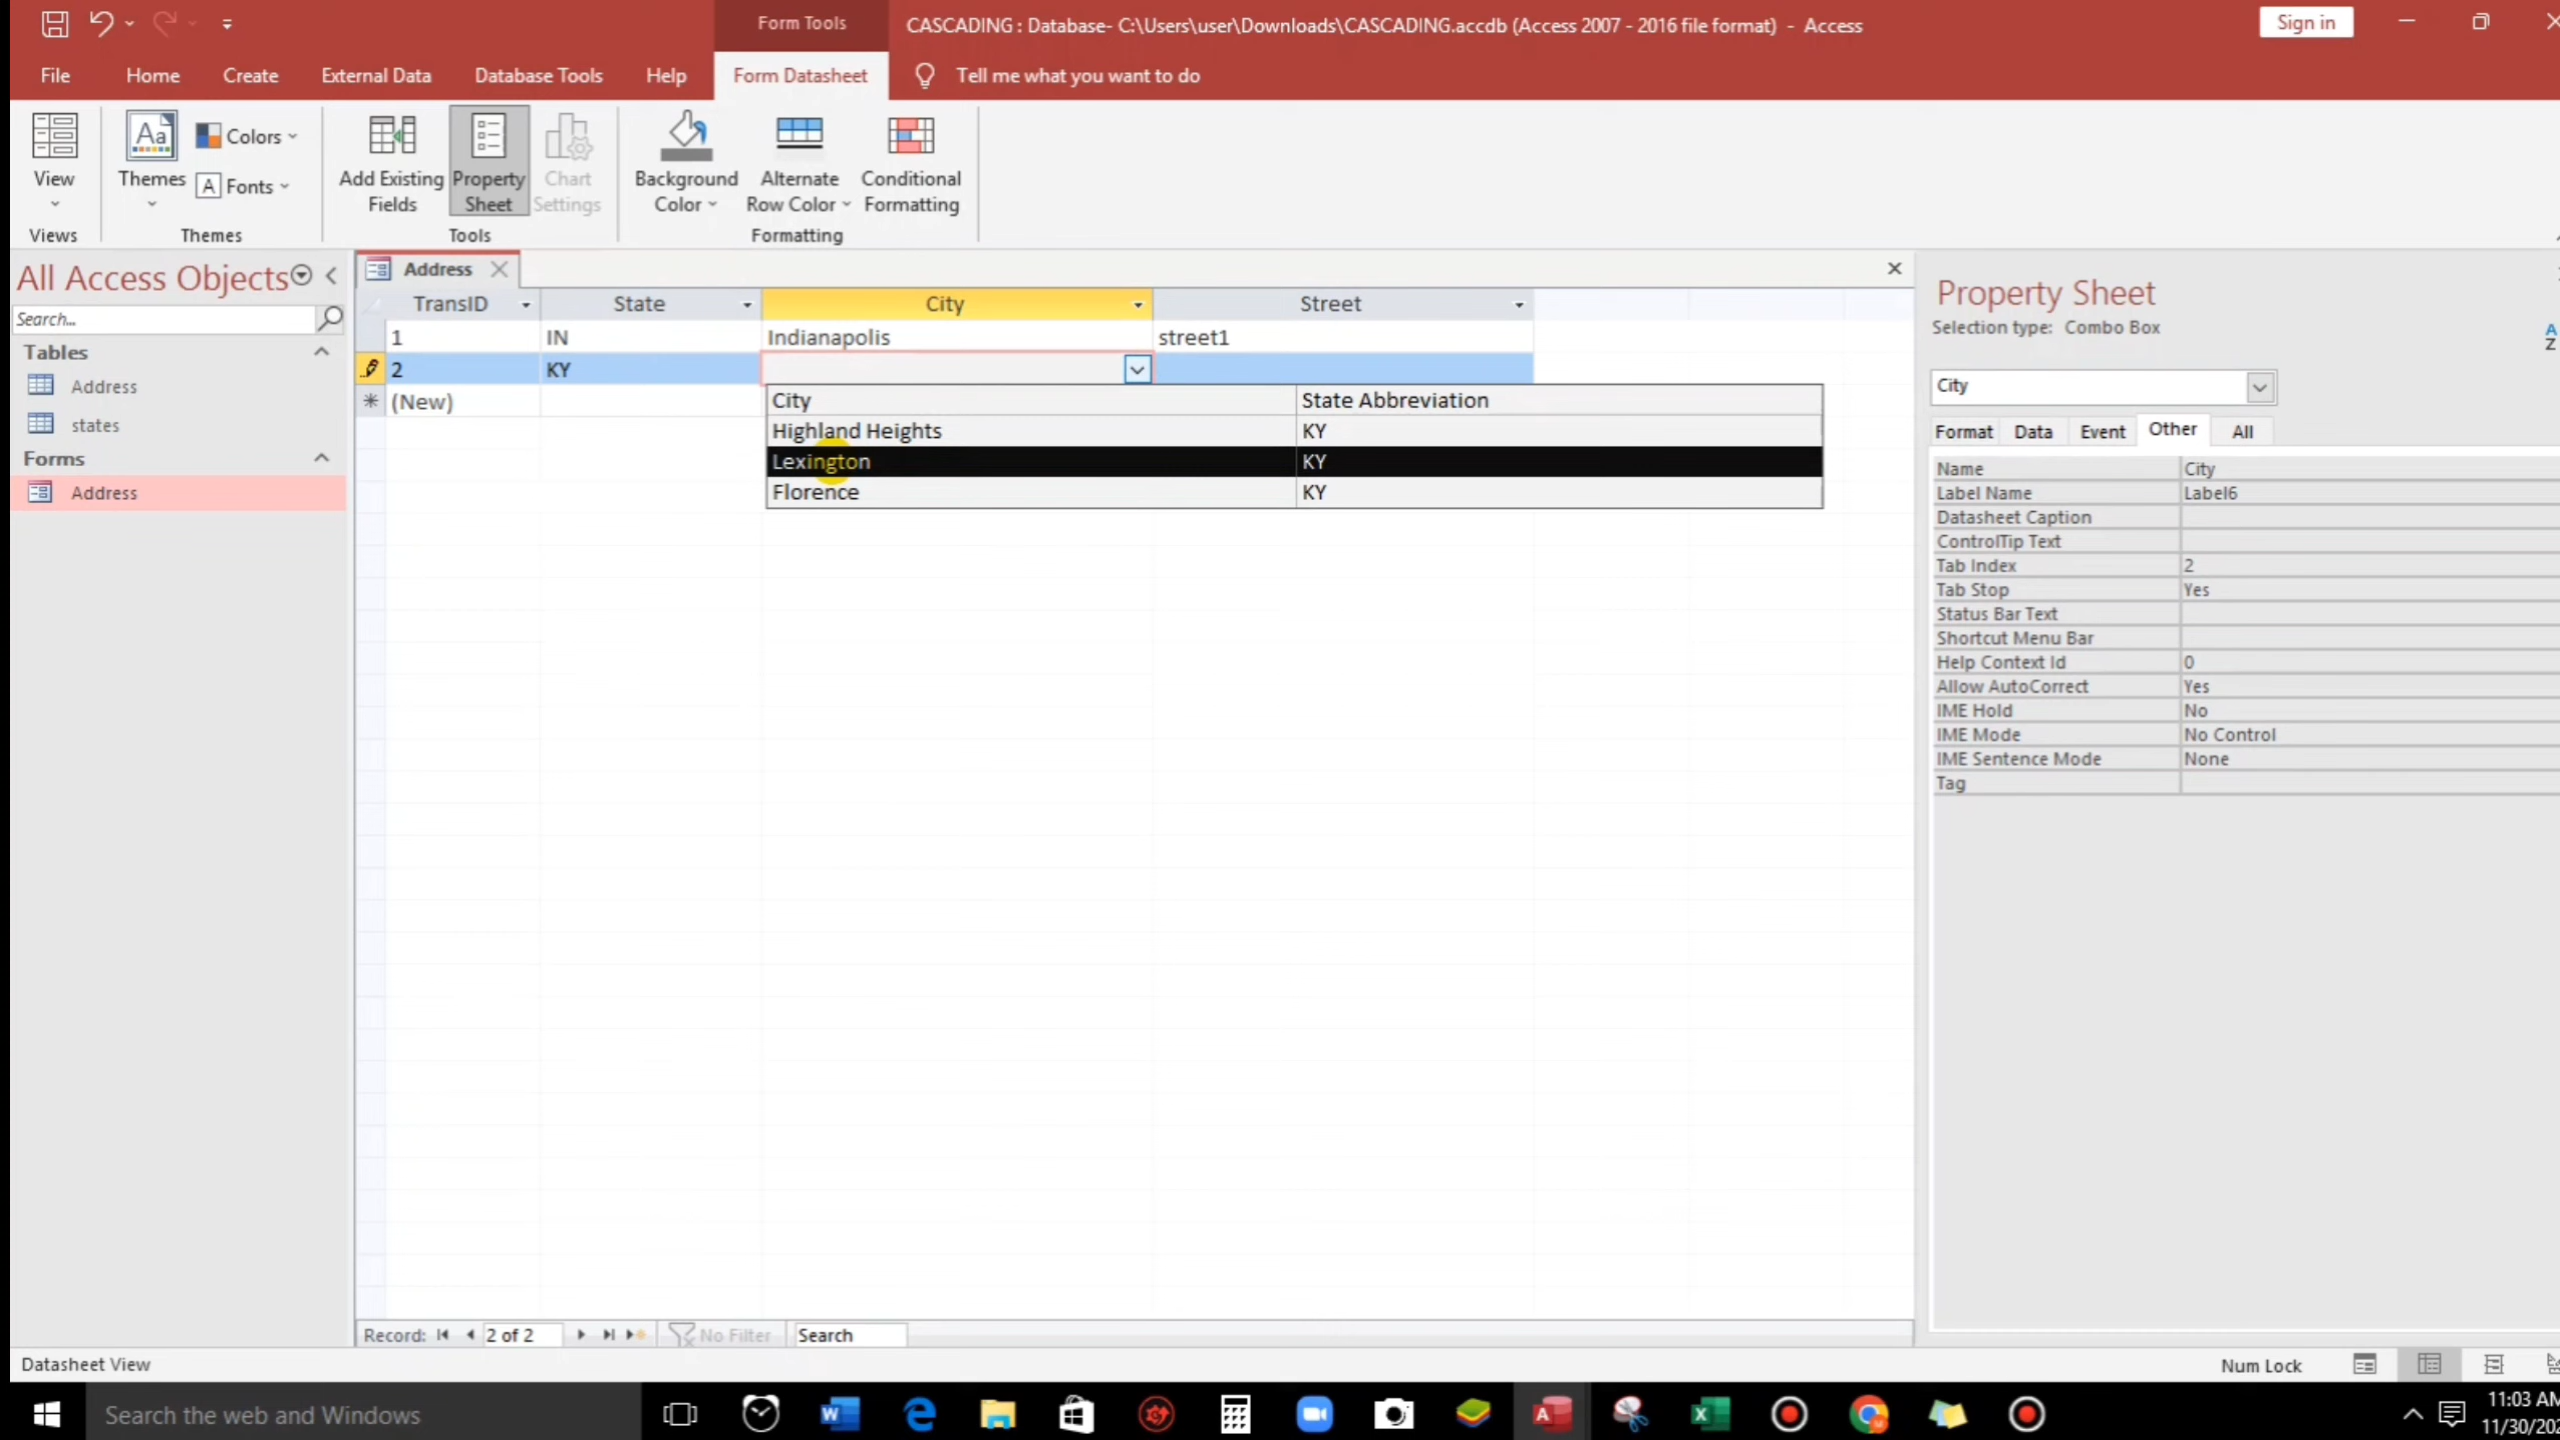 Form Tools
CASCADING : Database- C:\Users\user\Downloads\CASCADING.accdb (Access 2007 - 2016 file format) - Access
Sign in
File Home Create External Data Database Tools Help Form Datasheet Tell me what you want to do
View
Views
Aa
Themes
Colors
A Fonts
Themes
Add Existing Fields
Property Sheet
Chart Settings
Tools
Background Color
Alternate Row Color
Conditional Formatting
Formatting
All Access Objects
Search...
Tables
Address
states
Forms
Address
Address
TransID State City Street
1 IN Indianapolis street1
2 KY
(New)
City State Abbreviation
Highland Heights KY
Lexington KY
Florence KY
Property Sheet
Selection type: Combo Box
A
Z
City
Format Data Event Other All
Name City
Label Name Label6
Datasheet Caption
ControlTip Text
Tab Index 2
Tab Stop Yes
Status Bar Text
Shortcut Menu Bar
Help Context Id 0
Allow AutoCorrect Yes
IME Hold No
IME Mode No Control
IME Sentence Mode None
Tag
Record: 2 of 2 No Filter Search
Datasheet View
Num Lock
Search the web and Windows
11:03 AM
11/30/202